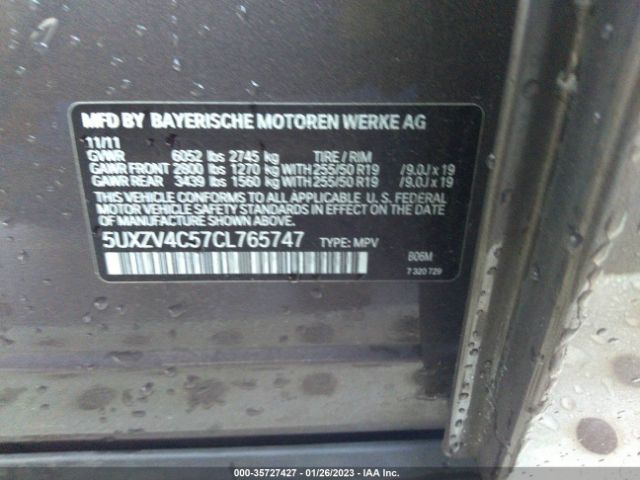 MFD BY BAYERISCHE MOTOREN WERKE AG
11/11
GVWR 6052 lbs 2745 kg TIRE / RIM
GAWR FRONT 2800 lbs 1270 kg WITH 255/50 R19 /9.0J x 19
GAWR REAR 3439 lbs 1560 kg WITH 255/50 R19 /9.0J x 19
THIS VEHICLE CONFORMS TO ALL APPLICABLE U. S. FEDERAL
MOTOR VEHICLE SAFETY STANDARDS IN EFFECT ON THE DATE
OF MANUFACTURE SHOWN ABOVE.
5UXZV4C57CL765747 TYPE: MPV
B06M
7 320 729
000-35727427 - 01/26/2023 - IAA Inc.